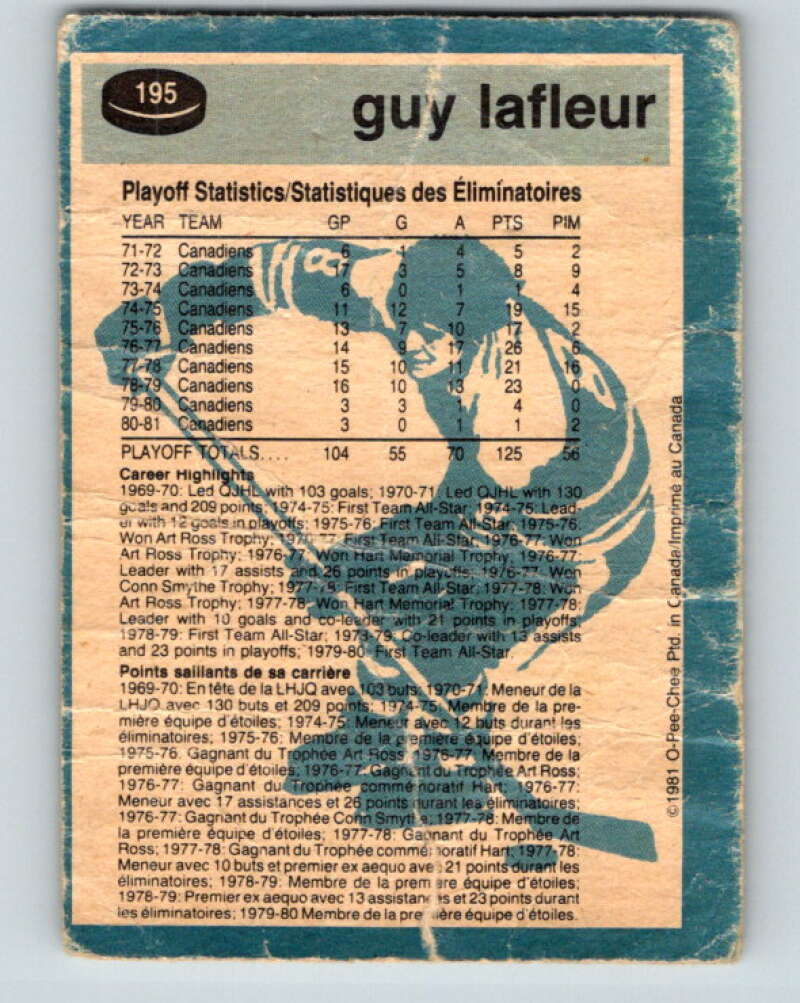 195
guy lafleur
Playoff Statistics/Statistiques des Éliminatoires
YEAR TEAM GP G A PTS PIM
71-72 Canadiens 6 1 4 5 2
72-73 Canadiens 17 3 5 8 9
73-74 Canadiens 6 0 1 1 4
74-75 Canadiens 11 12 7 19 15
75-76 Canadiens 13 7 10 17 2
76-77 Canadiens 14 9 17 26 6
77-78 Canadiens 15 10 11 21 16
78-79 Canadiens 16 10 13 23 0
79-80 Canadiens 3 3 1 4 0
80-81 Canadiens 3 0 1 1 2
PLAYOFF TOTALS.... 104 55 70 125 56
Career Highlights
1969-70: Led QJHL with 103 goals; 1970-71: Led QJHL with 130
goals and 209 points; 1974-75: First Team All-Star; 1974-75: Lead-
er with 12 goals in playoffs; 1975-76: First Team All-Star; 1975-76:
Won Art Ross Trophy; 1976-77: First Team All-Star; 1976-77: Won
Art Ross Trophy; 1976-77: Won Hart Memorial Trophy; 1976-77:
Leader with 17 assists and 26 points in playoffs; 1976-77: Won
Conn Smythe Trophy; 1977-78: First Team All-Star; 1977-78: Won
Art Ross Trophy; 1977-78: Won Hart Memorial Trophy; 1977-78:
Leader with 10 goals and co-leader with 21 points in playoffs;
1978-79: First Team All-Star; 1978-79: Co-leader with 13 assists
and 23 points in playoffs; 1979-80: First Team All-Star.
Points saillants de sa carrière
1969-70: En tête de la LHJQ avec 103 buts; 1970-71: Meneur de la
LHJQ avec 130 buts et 209 points; 1974-75: Membre de la pre-
mière équipe d'étoiles; 1974-75: Meneur avec 12 buts durant les
éliminatoires; 1975-76: Membre de la première équipe d'étoiles;
1975-76. Gagnant du Trophée Art Ross; 1976-77: Membre de la
première équipe d'étoiles; 1976-77: Gagnant du Trophée Art Ross;
1976-77: Gagnant du Trophée commémoratif Hart; 1976-77:
Meneur avec 17 assistances et 26 points durant les éliminatoires;
1976-77: Gagnant du Trophée Conn Smythe; 1977-78: Membre de
la première équipe d'étoiles; 1977-78: Gagnant du Trophée Art
Ross; 1977-78: Gagnant du Trophée commémoratif Hart; 1977-78:
Meneur avec 10 buts et premier ex aequo avec 21 points durant les
éliminatoires; 1978-79: Membre de la première équipe d'étoiles;
1978-79: Premier ex aequo avec 13 assistances et 23 points durant
les éliminatoires; 1979-80 Membre de la première équipe d'étoiles.
©1981 O-Pee-Chee Ptd. in Canada/Imprime au Canada